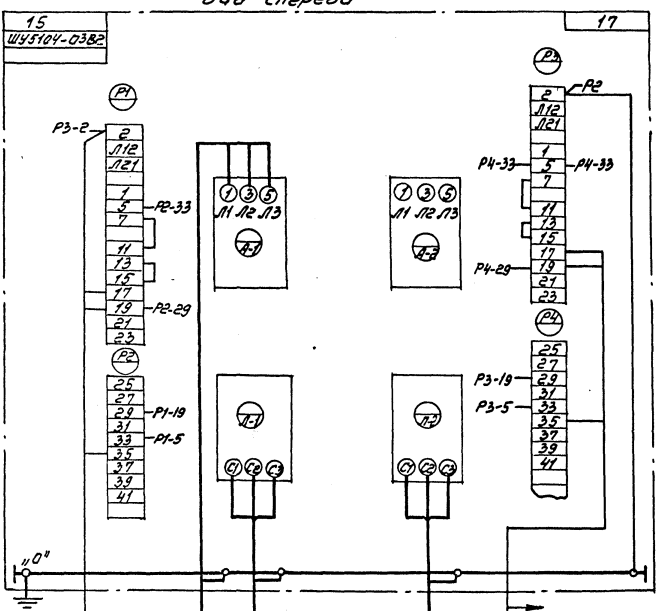 Вид спереди
15
ШУ5104-03В2
17
Р1
Р3-2
2
Л12
Л21
1
5
Р2-33
7
11
13
15
17
19
Р2-29
21
23
Р2
25
27
29
Р1-19
31
33
Р1-5
35
37
39
41
1 3 5
Л1 Л2 Л3
А-1
1 3 5
Л1 Л2 Л3
А-2
Л-1
С1 С2 С3
Л-2
С1 С2 С3
Р3
Р2
2
Л12
Л21
1
Р4-33
5
Р4-33
7
11
13
15
17
Р4-29
19
21
23
Р4
25
27
Р3-19
29
31
Р3-5
33
35
37
39
41
"0"